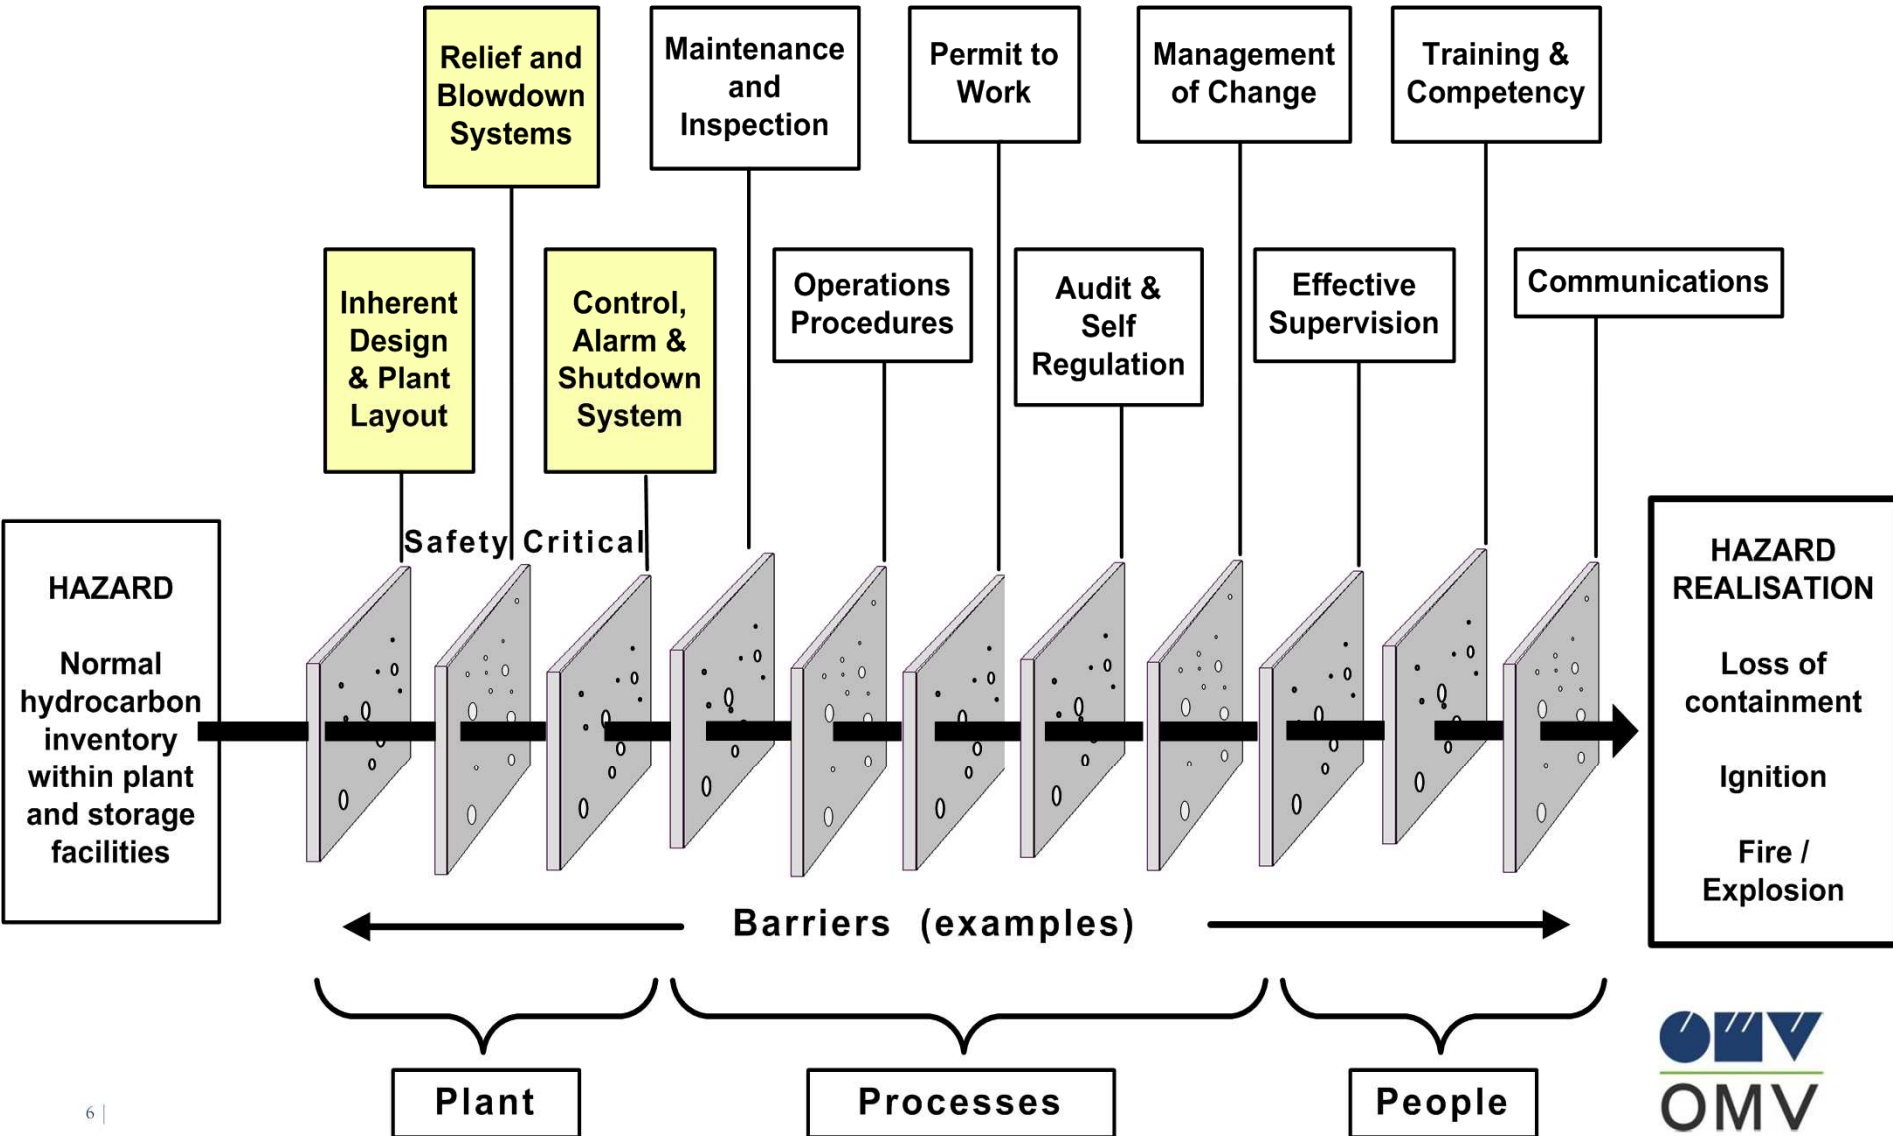 Relief and
Blowdown
Systems
Maintenance
and
Inspection
Permit to
Work
Management
of Change
Training &
Competency
Inherent
Design
& Plant
Layout
Control,
Alarm &
Shutdown
System
Operations
Procedures
Audit &
Self
Regulation
Effective
Supervision
Communications
Safety Critical
HAZARD
Normal
hydrocarbon
inventory
within plant
and storage
facilities
HAZARD
REALISATION
Loss of
containment
Ignition
Fire /
Explosion
Barriers (examples)
Plant
Processes
People
6 |
OMV
OMV